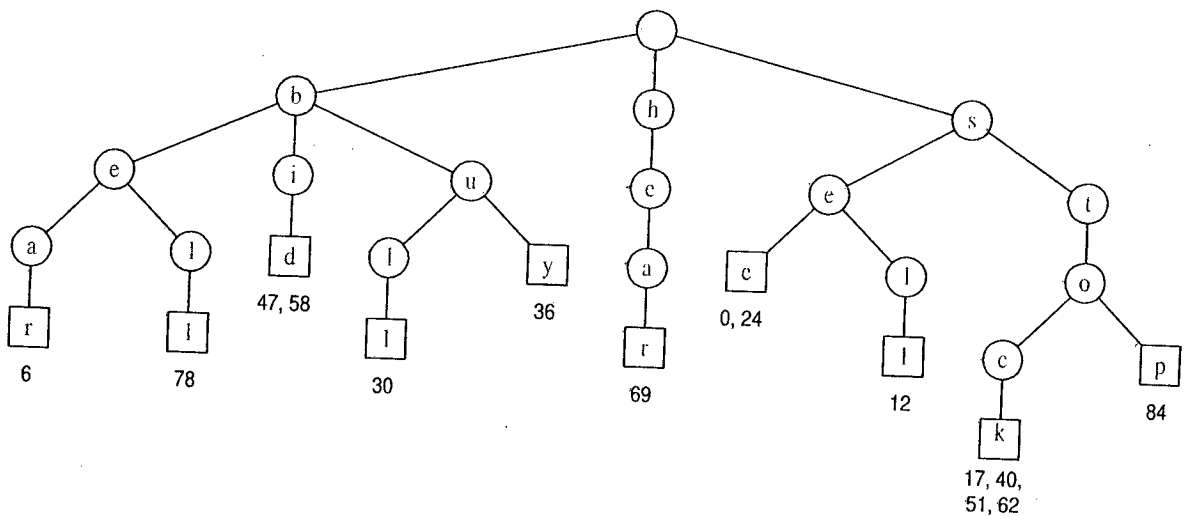 b
h
s
e i u e e t
a l d l y a e l o
47, 58 36 0, 24
r l l r l c p
6 78 30 69 12 84
k
17, 40,
51, 62